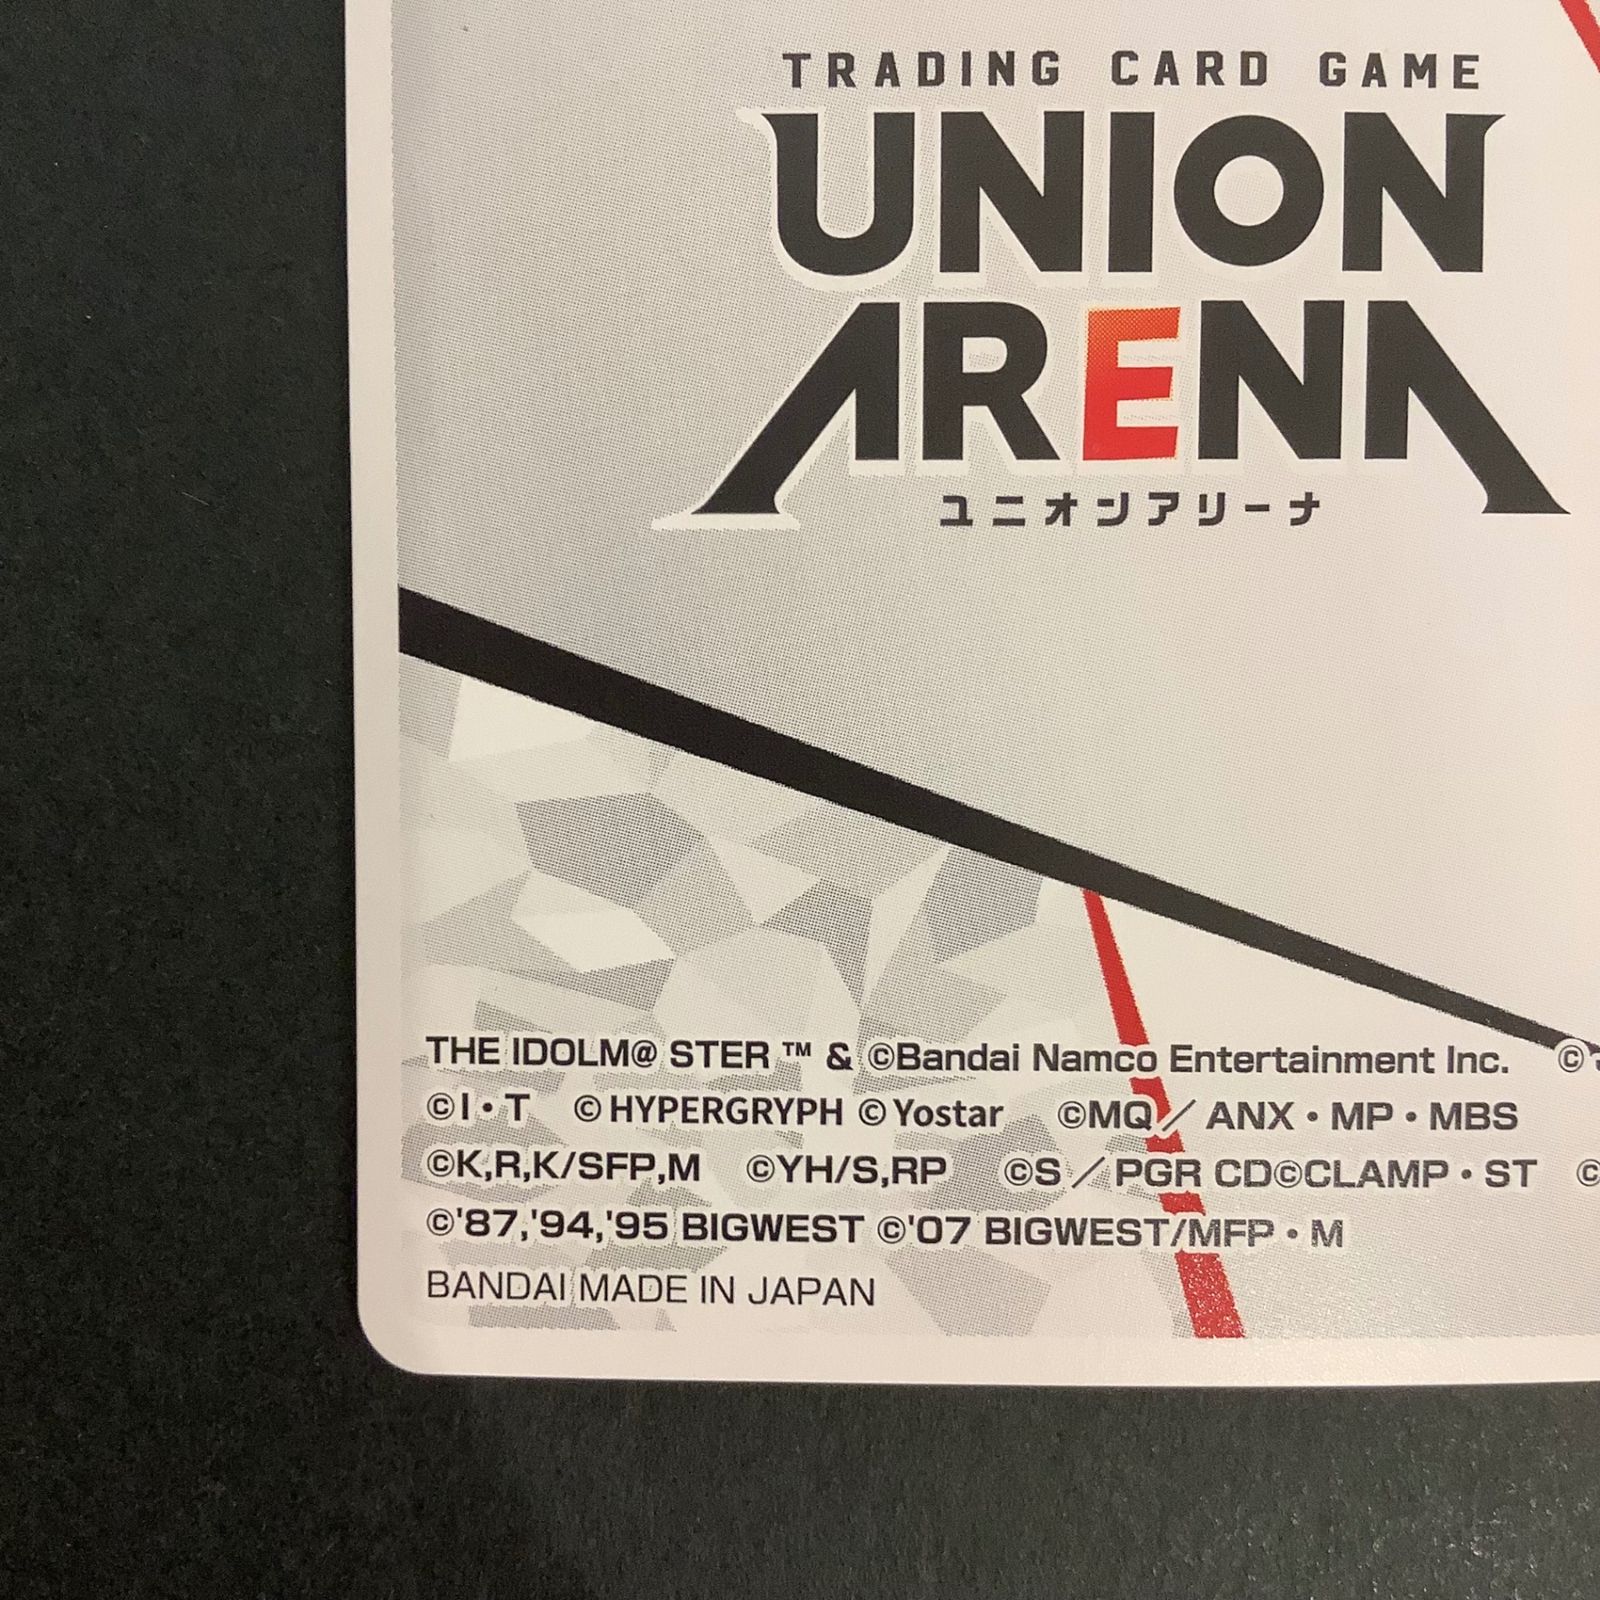 TRADING CARD GAME
UNION
ARENA
ユニオンアリーナ
THE IDOLM@ STER ™ & ©Bandai Namco Entertainment Inc. ©
©I・T ©HYPERGRYPH ©Yostar ©MQ／ ANX・MP・MBS
©K,R,K/SFP,M ©YH/S,RP ©S／PGR CD©CLAMP・ST ©
©'87,'94,'95 BIGWEST ©'07 BIGWEST/MFP・M
BANDAI MADE IN JAPAN